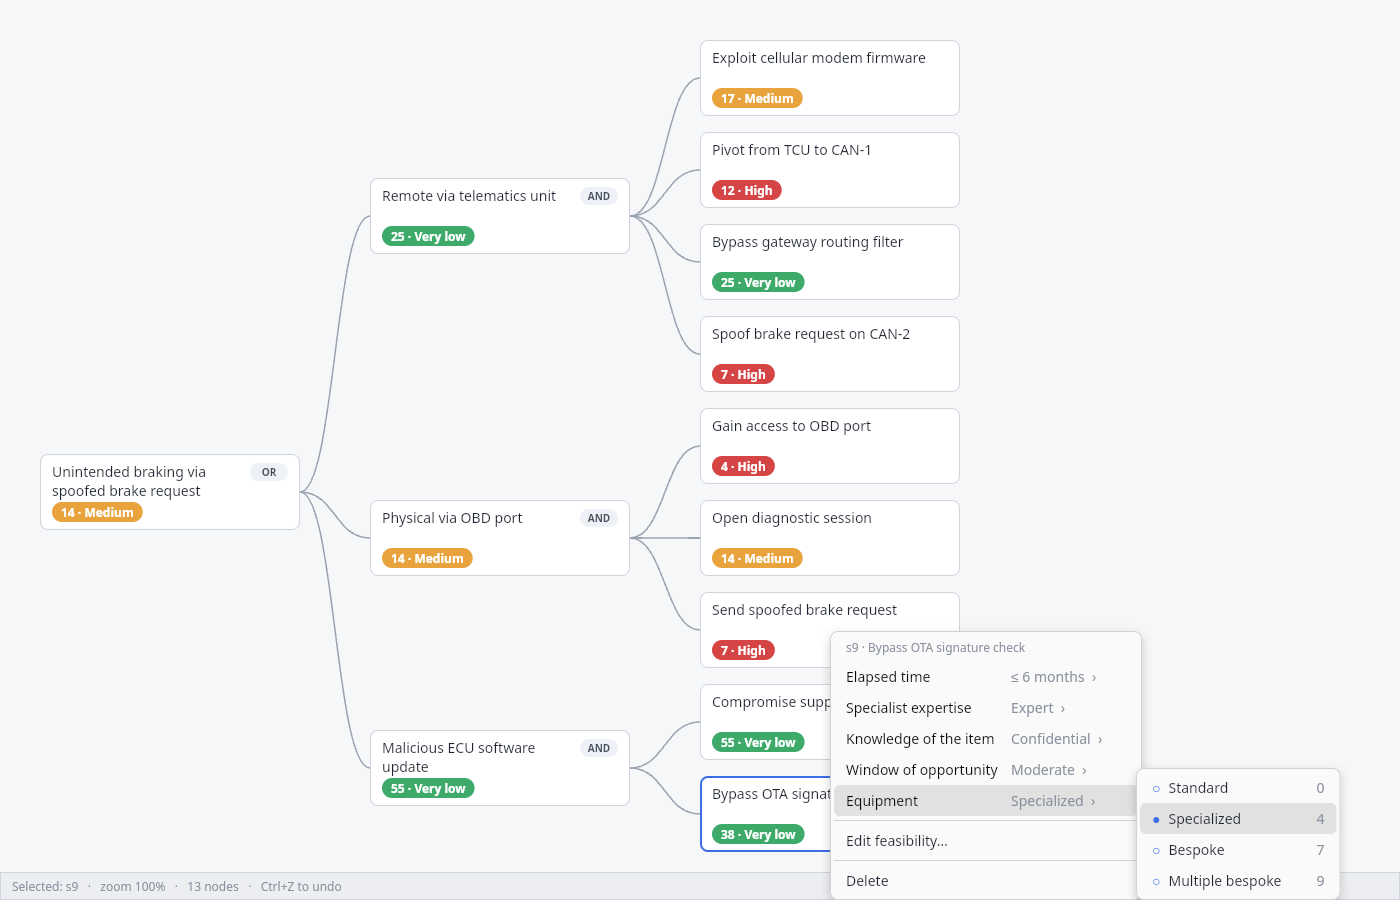 Exploit cellular modem firmware
17 · Medium
Pivot from TCU to CAN-1
12 · High
Remote via telematics unit AND
25 · Very low
Bypass gateway routing filter
25 · Very low
Spoof brake request on CAN-2
7 · High
Gain access to OBD port
4 · High
Unintended braking via OR
spoofed brake request
14 · Medium
Physical via OBD port AND
14 · Medium
Open diagnostic session
14 · Medium
Send spoofed brake request
7 · High
Compromise supp
55 · Very low
Malicious ECU software AND
update
55 · Very low
Bypass OTA signat
38 · Very low
s9 · Bypass OTA signature check
Elapsed time ≤ 6 months ›
Specialist expertise Expert ›
Knowledge of the item Confidential ›
Window of opportunity Moderate ›
Equipment Specialized ›
Edit feasibility...
Delete
Standard 0
Specialized 4
Bespoke 7
Multiple bespoke 9
Selected: s9 · zoom 100% · 13 nodes · Ctrl+Z to undo